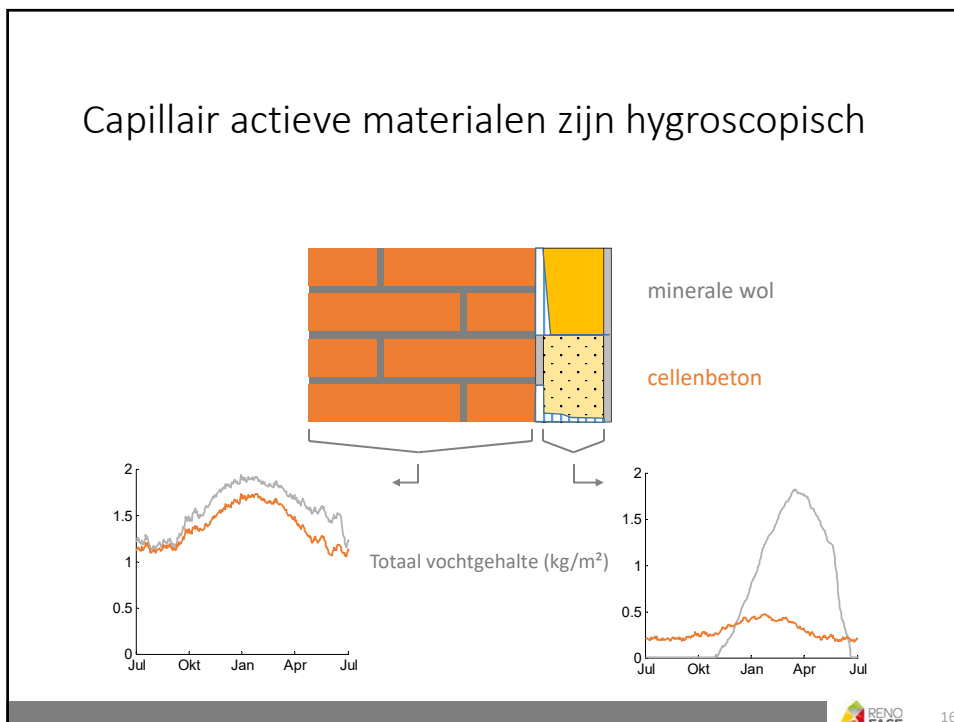 Capillair actieve materialen zijn hygroscopisch
minerale wol
cellenbeton
2
1.5
1
0.5
0
Jul
Okt
Jan
Apr
Jul
Totaal vochtgehalte (kg/m²)
2
1.5
1
0.5
0
Jul
Okt
Jan
Apr
Jul
RENO
16